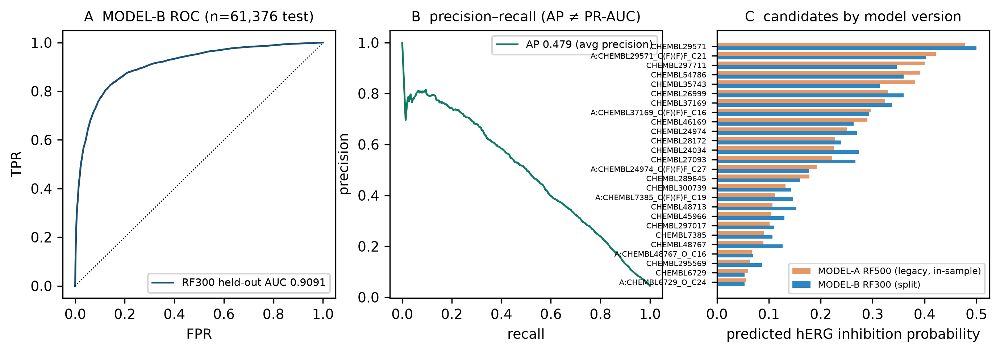 A  MODEL-B ROC (n=61,376 test)
1.0
0.8
0.6
0.4
0.2
0.0
TPR
0.0 0.2 0.4 0.6 0.8 1.0
FPR
RF300 held-out AUC 0.9091
B  precision–recall (AP ≠ PR-AUC)
1.0
0.8
0.6
0.4
0.2
0.0
precision
0.0 0.2 0.4 0.6 0.8 1.0
recall
AP 0.479 (avg precision)
C  candidates by model version
CHEMBL29571
A:CHEMBL29571_C(F)(F)F_C21
CHEMBL297711
CHEMBL54786
CHEMBL35743
CHEMBL26999
CHEMBL37169
A:CHEMBL37169_C(F)(F)F_C16
CHEMBL46169
CHEMBL24974
CHEMBL28172
CHEMBL24034
CHEMBL27093
A:CHEMBL24974_C(F)(F)F_C27
CHEMBL289645
CHEMBL300739
A:CHEMBL7385_C(F)(F)F_C19
CHEMBL48713
CHEMBL45966
CHEMBL297017
CHEMBL7385
CHEMBL48767
A:CHEMBL48767_O_C16
CHEMBL295569
CHEMBL6729
A:CHEMBL6729_O_C24
MODEL-A RF500 (legacy, in-sample)
MODEL-B RF300 (split)
0.0 0.1 0.2 0.3 0.4 0.5
predicted hERG inhibition probability